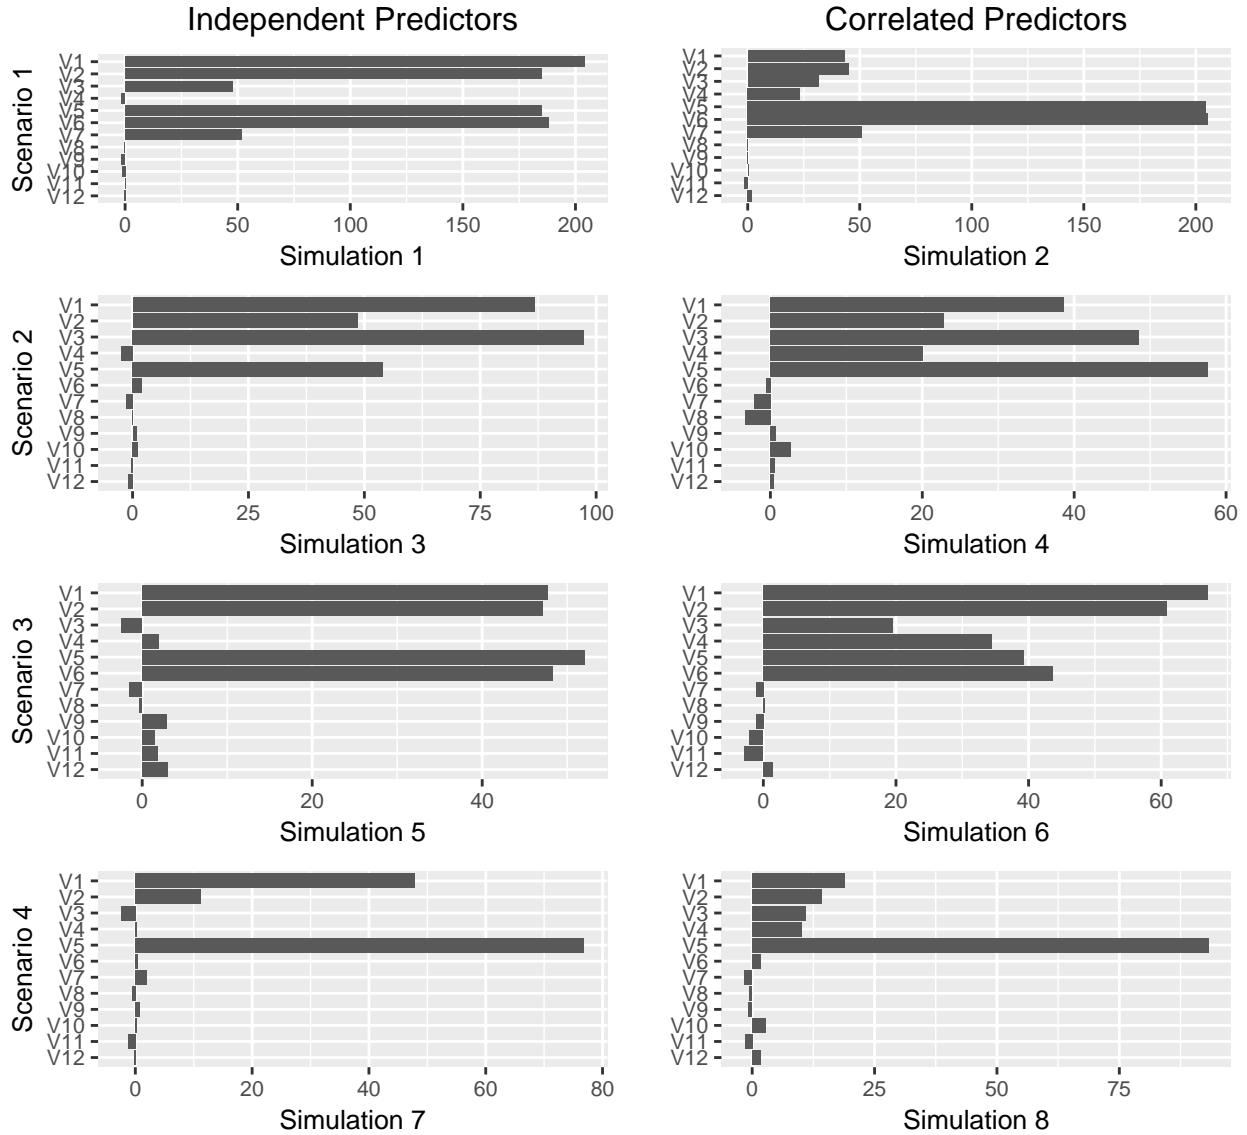 Independent Predictors
Correlated Predictors
Scenario 1
V1
V2
V3
V4
V5
V6
V7
V8
V9
V10
V11
V12
0 50 100 150 200
Simulation 1
V1
V2
V3
V4
V5
V6
V7
V8
V9
V10
V11
V12
0 50 100 150 200
Simulation 2
Scenario 2
V1
V2
V3
V4
V5
V6
V7
V8
V9
V10
V11
V12
0 25 50 75 100
Simulation 3
V1
V2
V3
V4
V5
V6
V7
V8
V9
V10
V11
V12
0 20 40 60
Simulation 4
Scenario 3
V1
V2
V3
V4
V5
V6
V7
V8
V9
V10
V11
V12
0 20 40
Simulation 5
V1
V2
V3
V4
V5
V6
V7
V8
V9
V10
V11
V12
0 20 40 60
Simulation 6
Scenario 4
V1
V2
V3
V4
V5
V6
V7
V8
V9
V10
V11
V12
0 20 40 60 80
Simulation 7
V1
V2
V3
V4
V5
V6
V7
V8
V9
V10
V11
V12
0 25 50 75
Simulation 8